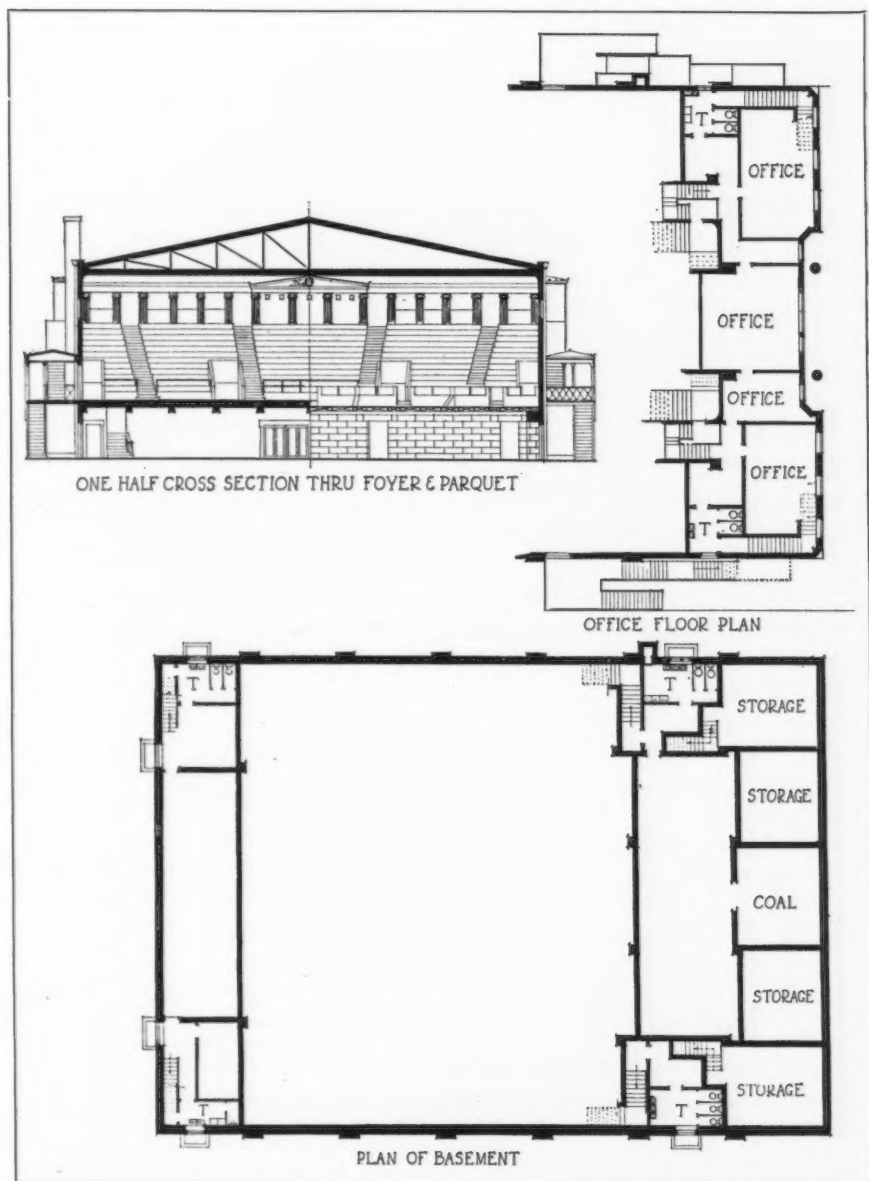 T
OFFICE
OFFICE
OFFICE
OFFICE
T
ONE HALF CROSS SECTION THRU FOYER & PARQUET
OFFICE FLOOR PLAN
T
T
STORAGE
STORAGE
COAL
STORAGE
STORAGE
T
T
PLAN OF BASEMENT